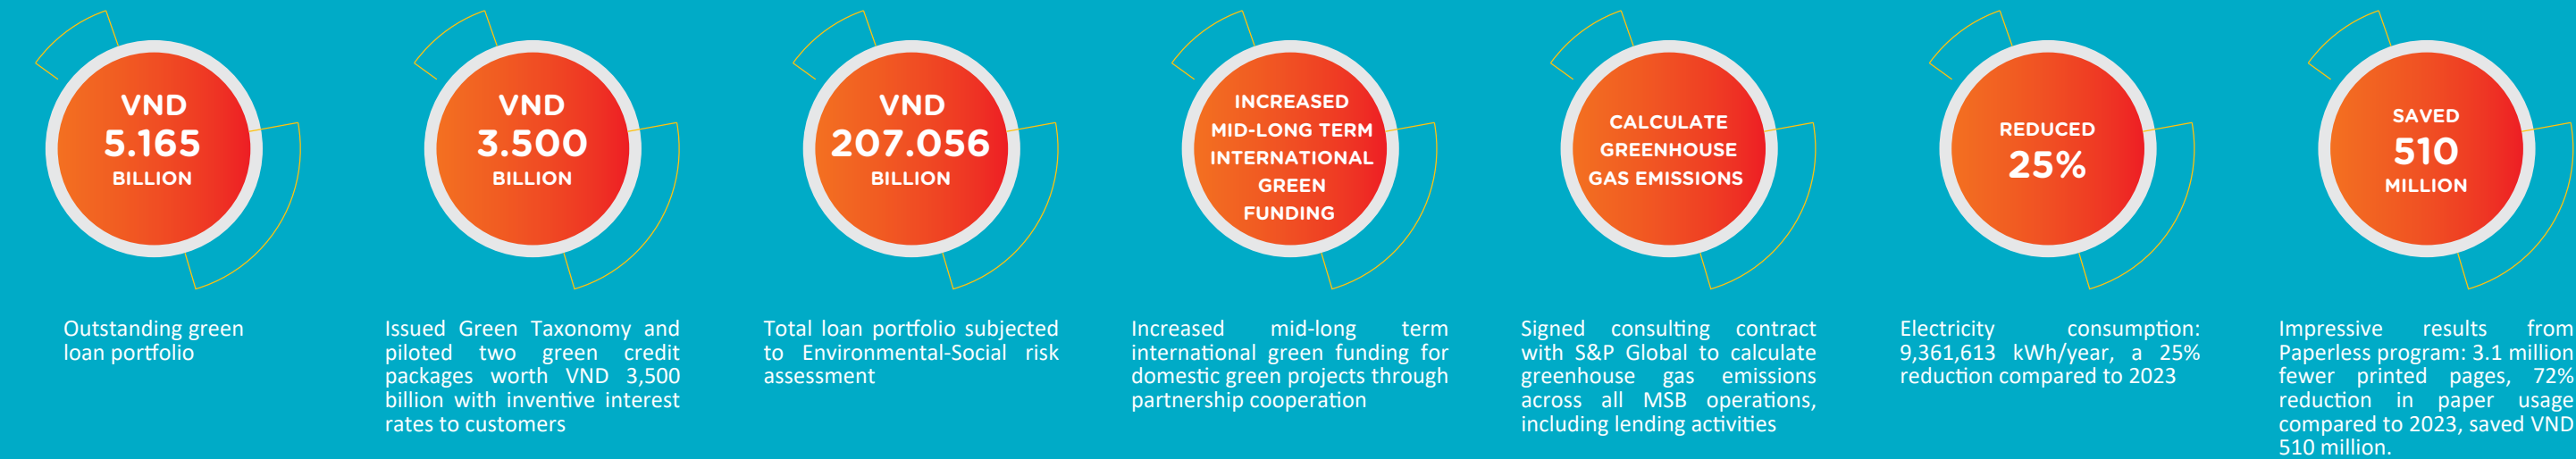 VND
5.165
BILLION
Outstanding green
loan portfolio
VND
3.500
BILLION
Issued Green Taxonomy and
piloted two green credit
packages worth VND 3,500
billion with inventive interest
rates to customers
VND
207.056
BILLION
Total loan portfolio subjected
to Environmental-Social risk
assessment
INCREASED
MID-LONG TERM
INTERNATIONAL
GREEN
FUNDING
Increased mid-long term
international green funding for
domestic green projects through
partnership cooperation
CALCULATE
GREENHOUSE
GAS EMISSIONS
Signed consulting contract
with S&P Global to calculate
greenhouse gas emissions
across all MSB operations,
including lending activities
REDUCED
25%
Electricity consumption:
9,361,613 kWh/year, a 25%
reduction compared to 2023
SAVED
510
MILLION
Impressive results from
Paperless program: 3.1 million
fewer printed pages, 72%
reduction in paper usage
compared to 2023, saved VND
510 million.